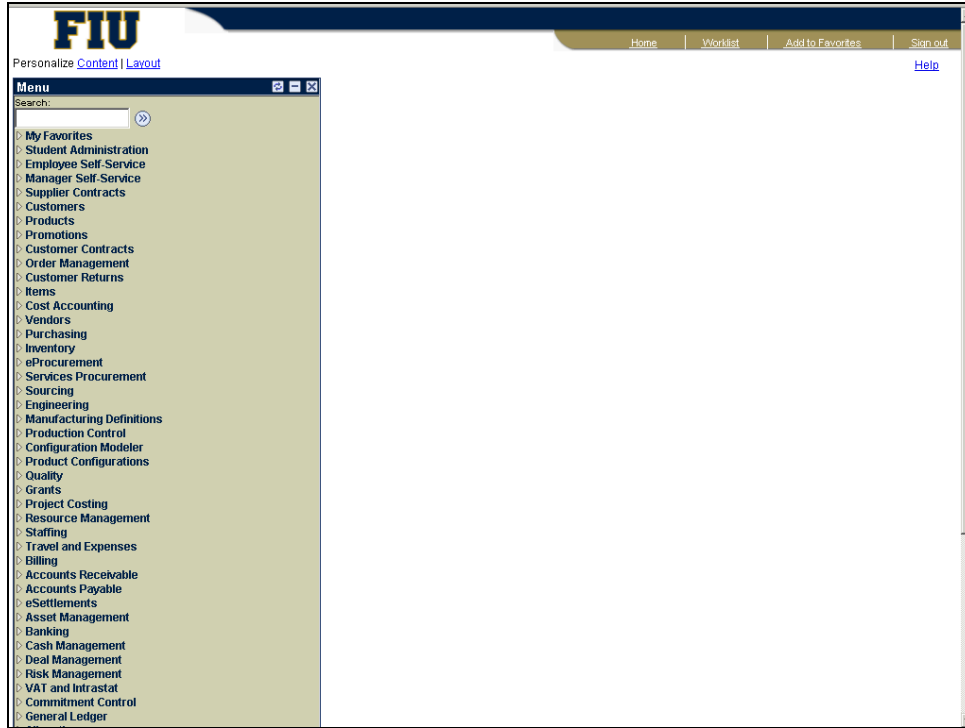 FIU
Home Worklist Add to Favorites Sign out
Personalize Content | Layout Help
Menu
Search:
My Favorites
Student Administration
Employee Self-Service
Manager Self-Service
Supplier Contracts
Customers
Products
Promotions
Customer Contracts
Order Management
Customer Returns
Items
Cost Accounting
Vendors
Purchasing
Inventory
eProcurement
Services Procurement
Sourcing
Engineering
Manufacturing Definitions
Production Control
Configuration Modeler
Product Configurations
Quality
Grants
Project Costing
Resource Management
Staffing
Travel and Expenses
Billing
Accounts Receivable
Accounts Payable
eSettlements
Asset Management
Banking
Cash Management
Deal Management
Risk Management
VAT and Intrastat
Commitment Control
General Ledger